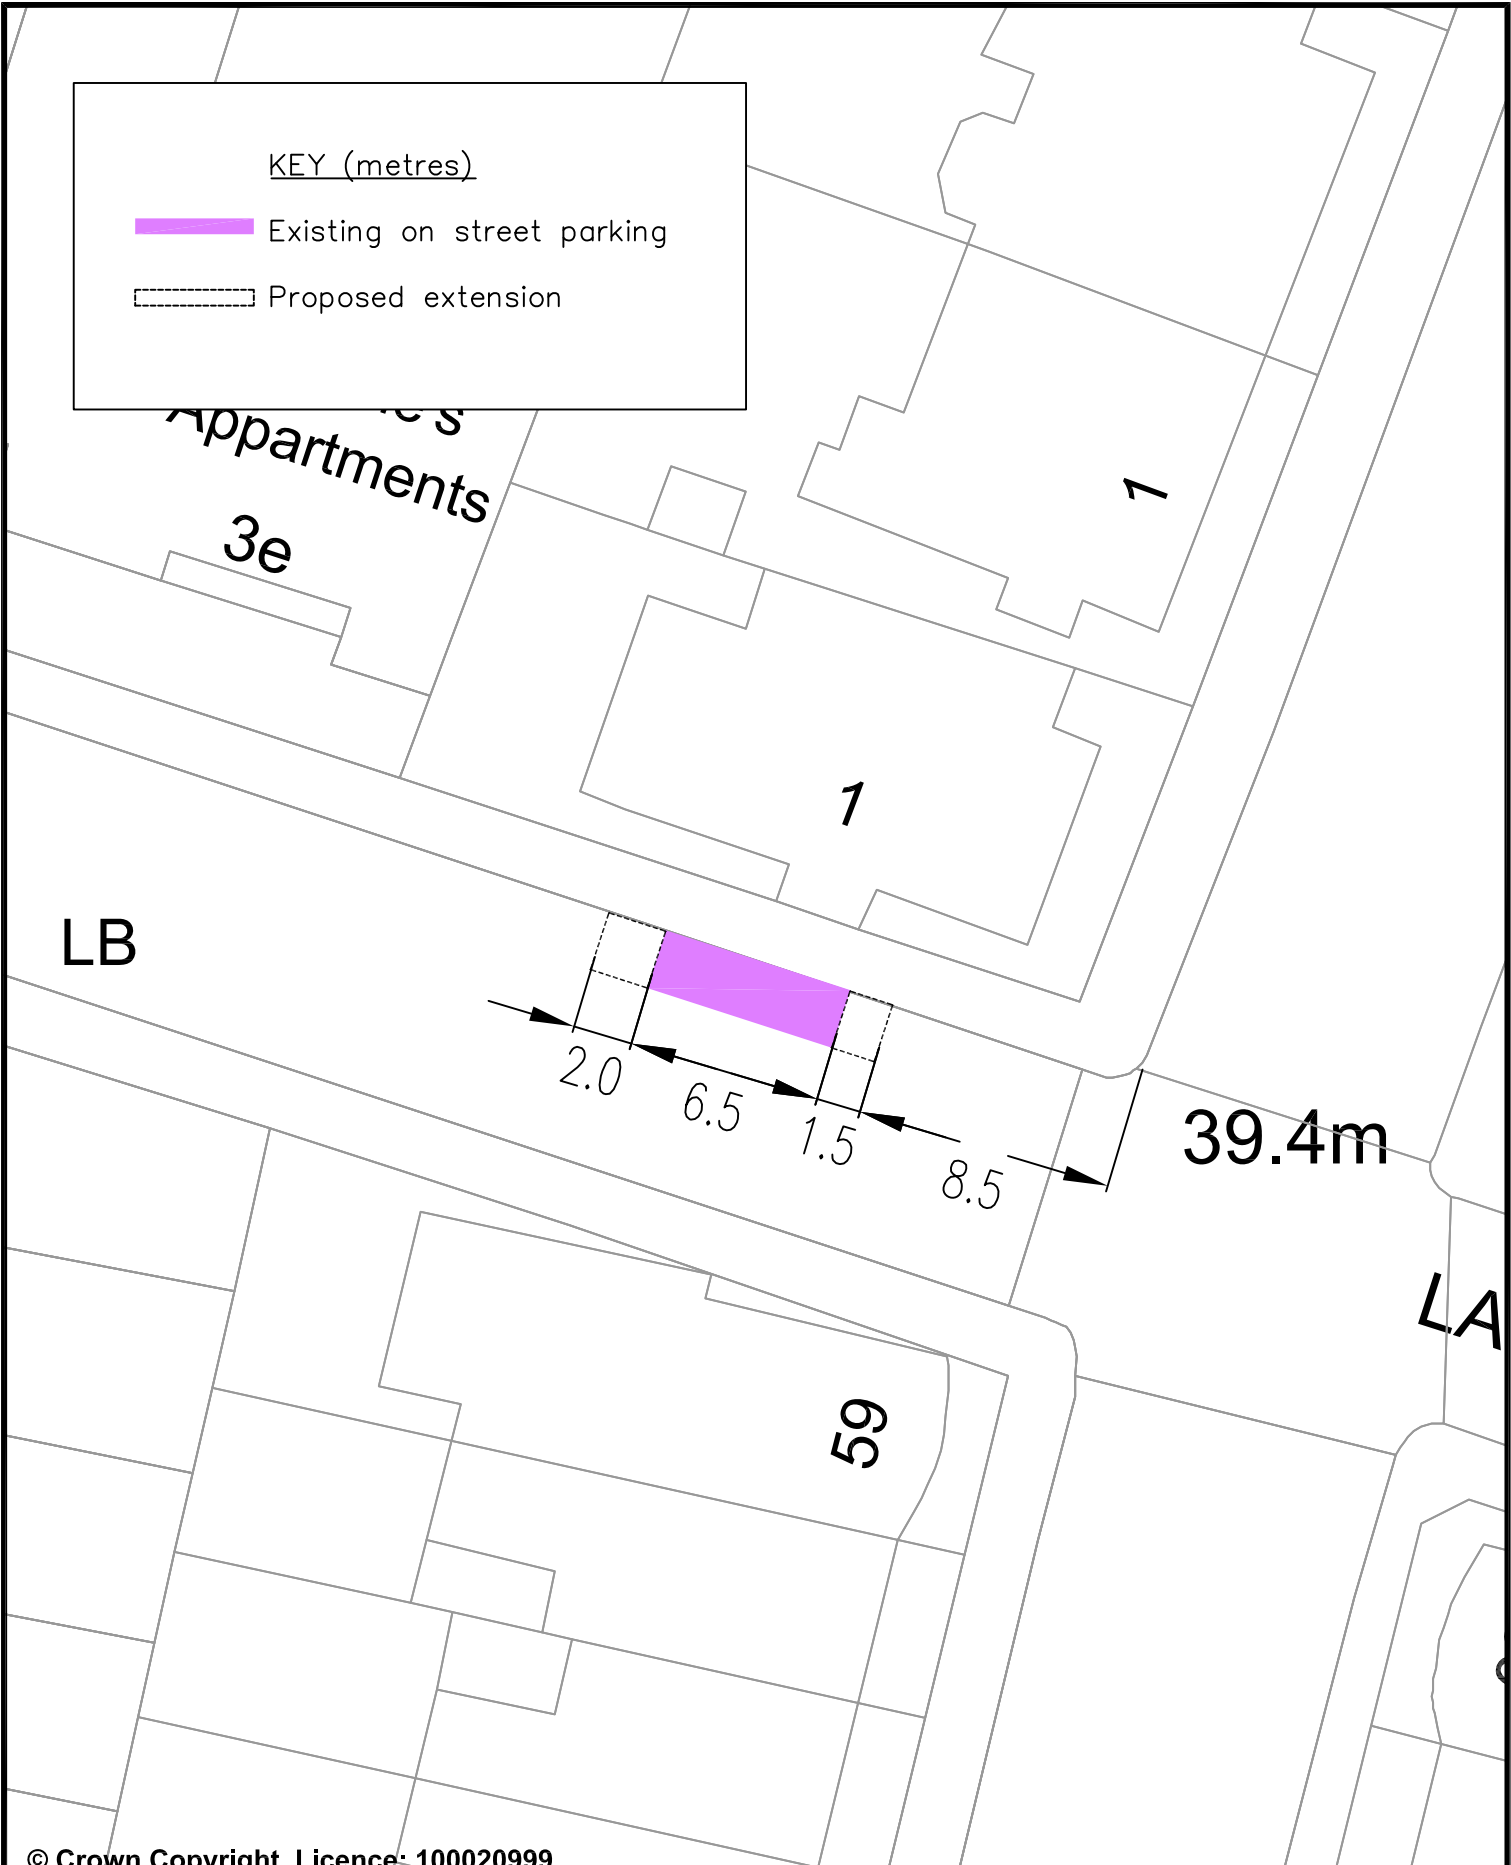 KEY (metres)
Existing on street parking
Proposed extension
Appartments
3e
1
1
LB
2.0
6.5
1.5
8.5
39.4m
LA
59
© Crown Copyright. Licence: 100020999